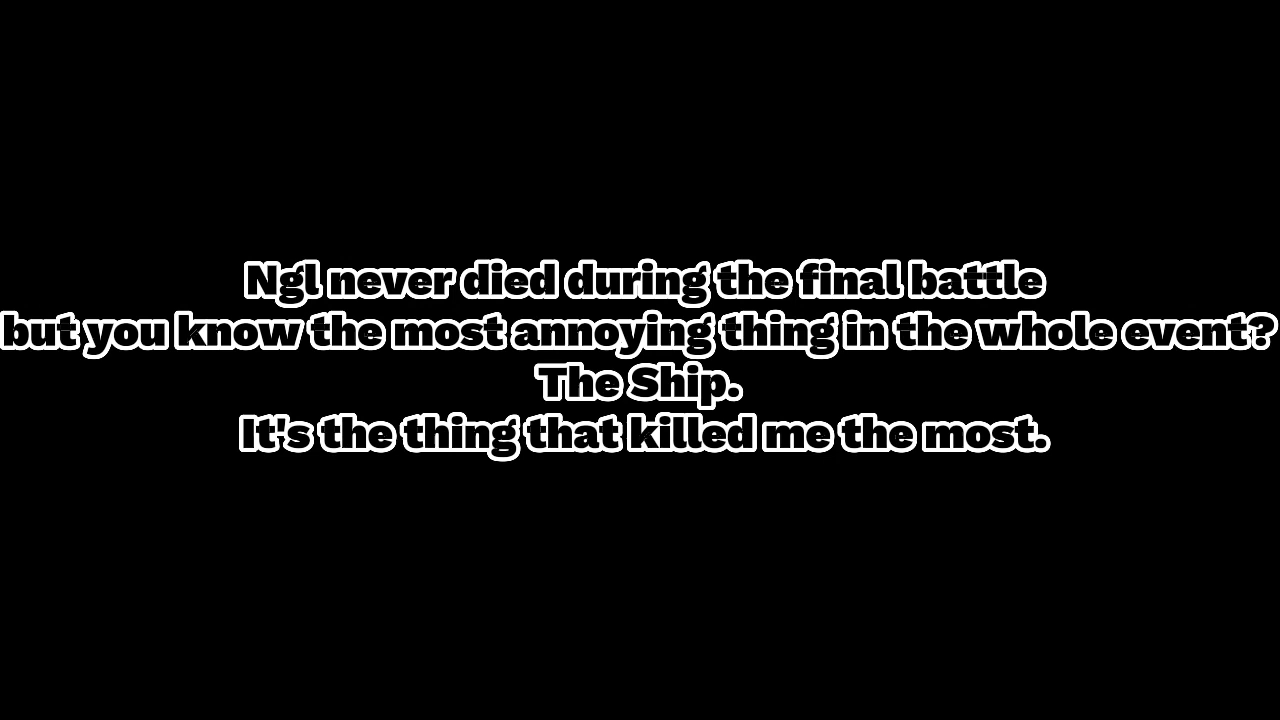 Ngl never died during the final battle
but you know the most annoying thing in the whole event?
The Ship.
It's the thing that killed me the most.